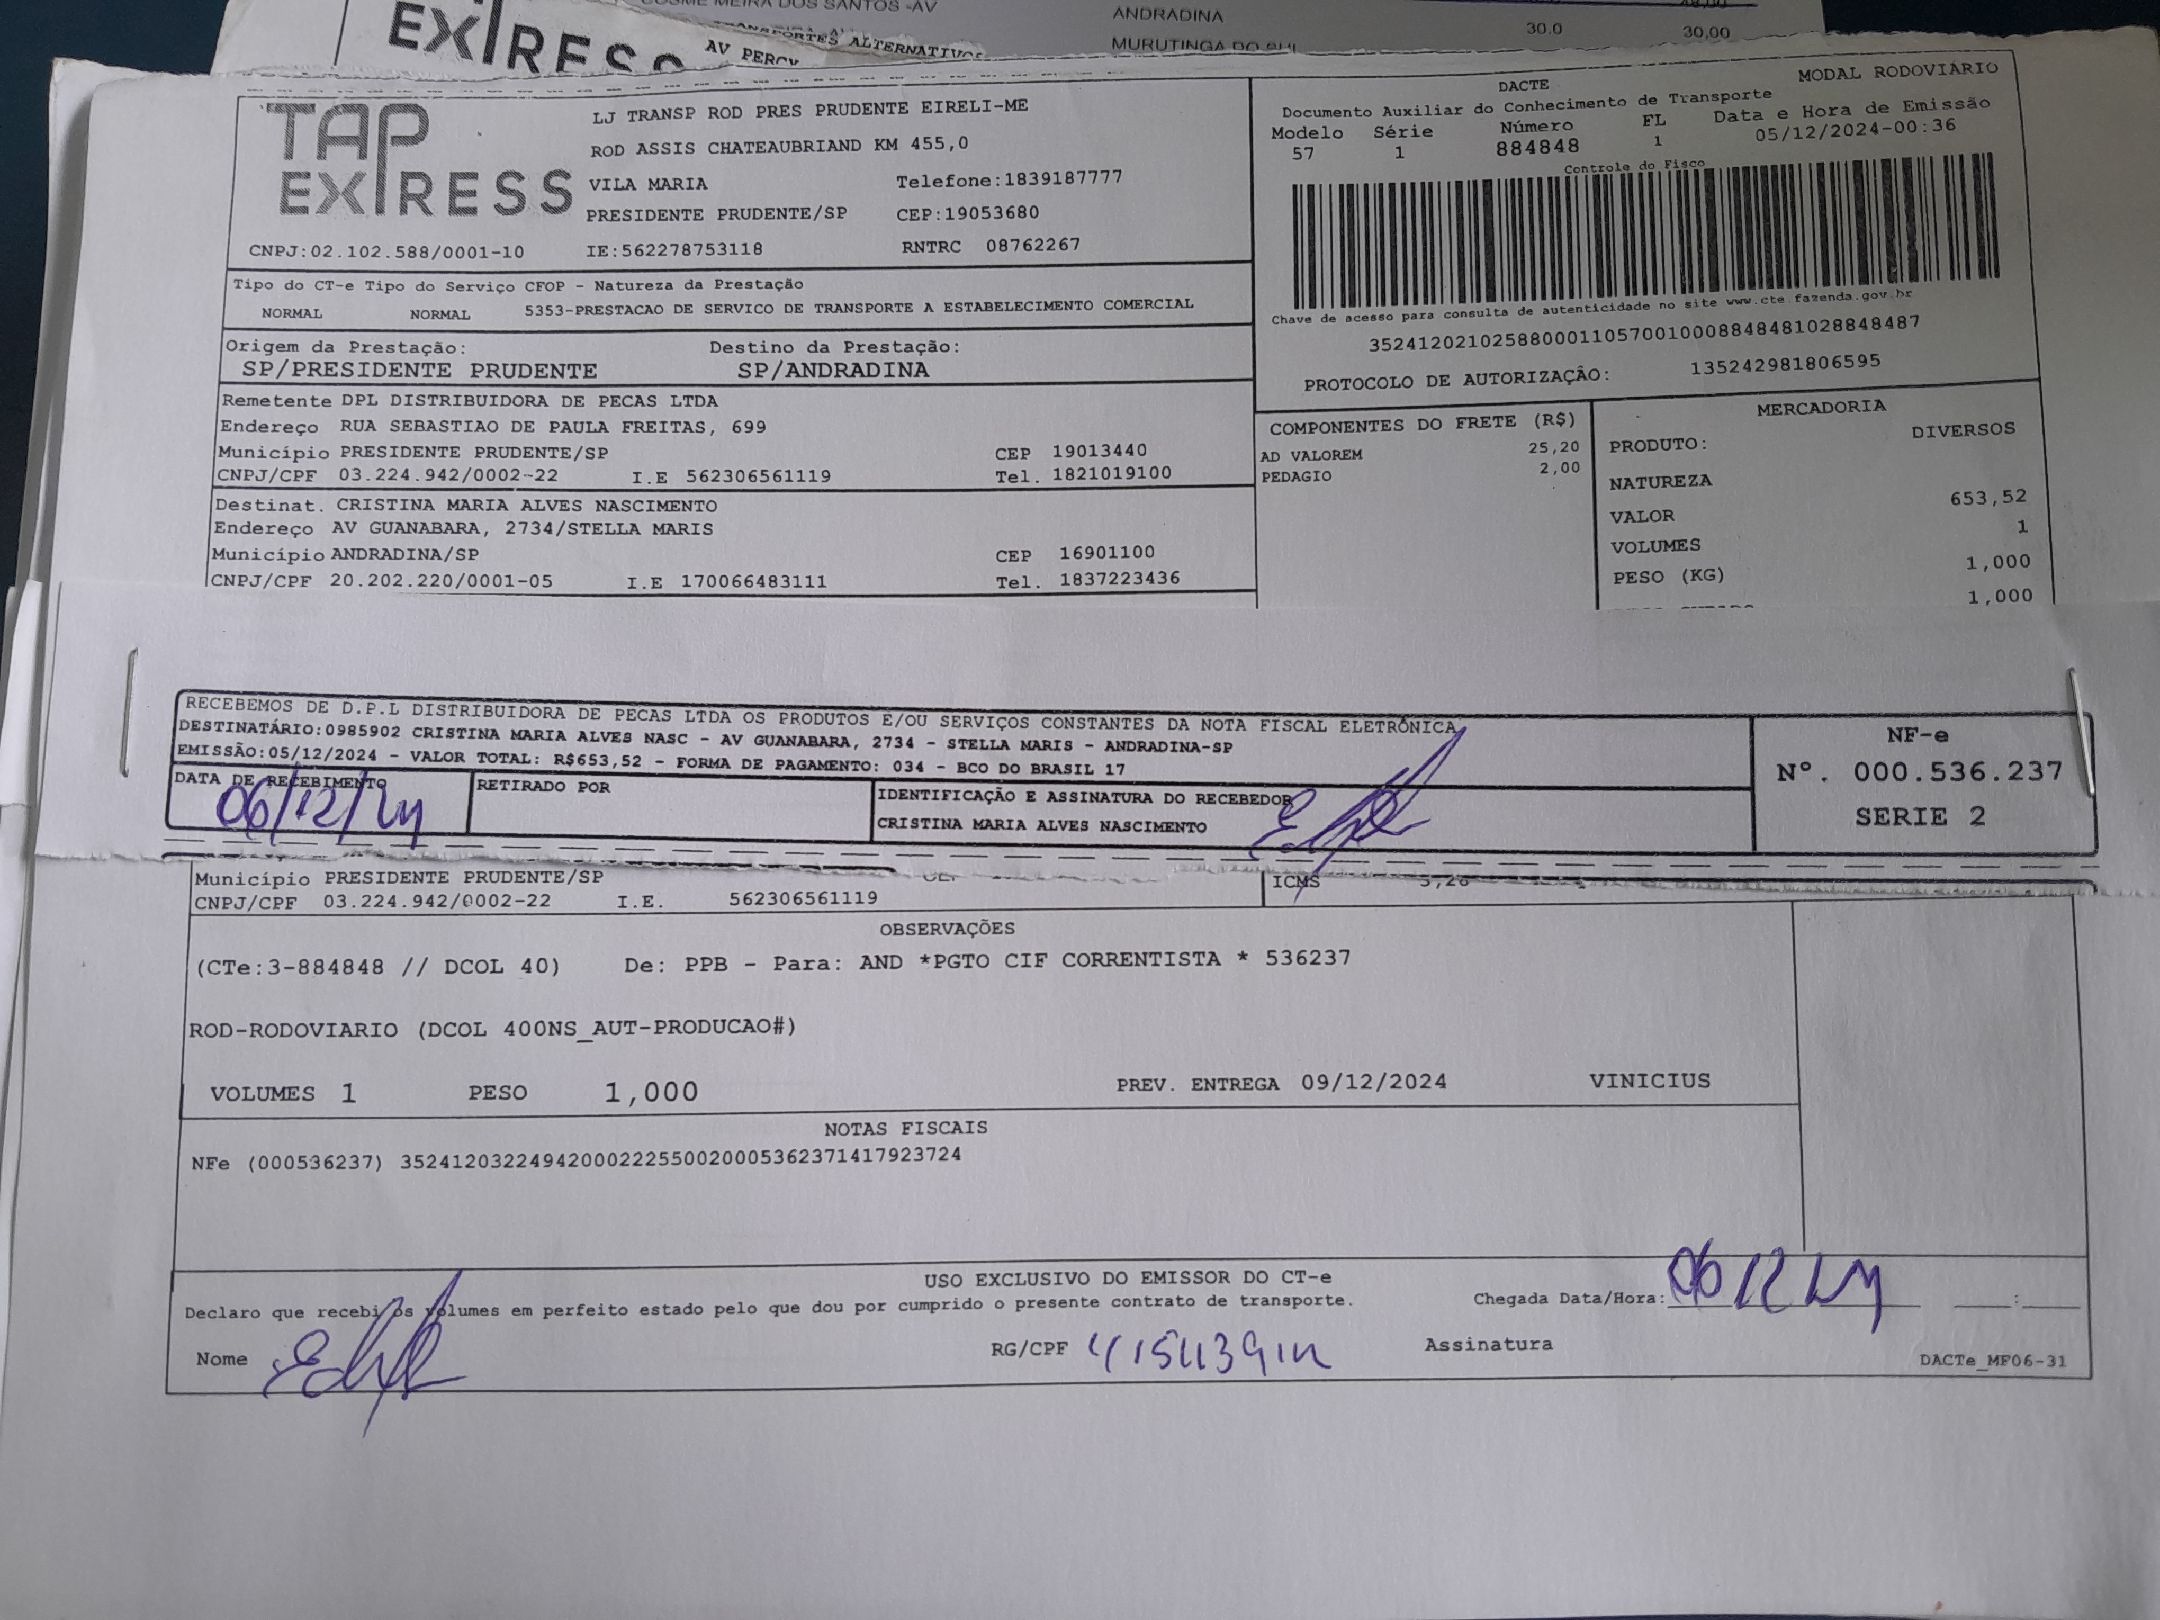 COSME MEIRA DOS SANTOS -AV
ANDRADINA
30.0
30,00
MURUTINGA DO SUL
EXPRESS
AV PERCY
TRANSPORTES ALTERNATIVOS
TAP
EXPRESS
LJ TRANSP ROD PRES PRUDENTE EIRELI-ME
ROD ASSIS CHATEAUBRIAND KM 455,0
VILA MARIA Telefone:1839187777
PRESIDENTE PRUDENTE/SP CEP:19053680
CNPJ:02.102.588/0001-10 IE:562278753118 RNTRC 08762267
DACTE MODAL RODOVIÁRIO
Documento Auxiliar do Conhecimento de Transporte
Modelo Série Número FL Data e Hora de Emissão
57 1 884848 1 05/12/2024-00:36
Controle do Fisco
Chave de acesso para consulta de autenticidade no site www.cte.fazenda.gov.br
35241202102588000110570010008848481028848487
PROTOCOLO DE AUTORIZAÇÃO: 135242981806595
Tipo do CT-e Tipo do Serviço CFOP - Natureza da Prestação
NORMAL NORMAL 5353-PRESTACAO DE SERVICO DE TRANSPORTE A ESTABELECIMENTO COMERCIAL
Origem da Prestação: Destino da Prestação:
SP/PRESIDENTE PRUDENTE SP/ANDRADINA
Remetente DPL DISTRIBUIDORA DE PECAS LTDA
Endereço RUA SEBASTIAO DE PAULA FREITAS, 699
Município PRESIDENTE PRUDENTE/SP CEP 19013440
CNPJ/CPF 03.224.942/0002-22 I.E 562306561119 Tel. 1821019100
Destinat. CRISTINA MARIA ALVES NASCIMENTO
Endereço AV GUANABARA, 2734/STELLA MARIS
Município ANDRADINA/SP CEP 16901100
CNPJ/CPF 20.202.220/0001-05 I.E 170066483111 Tel. 1837223436
COMPONENTES DO FRETE (R$)
AD VALOREM 25,20
PEDAGIO 2,00
MERCADORIA
PRODUTO: DIVERSOS
NATUREZA
VALOR 653,52
VOLUMES 1
PESO (KG) 1,000
1,000
RECEBEMOS DE D.P.L DISTRIBUIDORA DE PECAS LTDA OS PRODUTOS E/OU SERVIÇOS CONSTANTES DA NOTA FISCAL ELETRÔNICA
DESTINATÁRIO:0985902 CRISTINA MARIA ALVES NASC - AV GUANABARA, 2734 - STELLA MARIS - ANDRADINA-SP
EMISSÃO:05/12/2024 - VALOR TOTAL: R$653,52 - FORMA DE PAGAMENTO: 034 - BCO DO BRASIL 17
DATA DE RECEBIMENTO RETIRADO POR IDENTIFICAÇÃO E ASSINATURA DO RECEBEDOR
06/12/24 CRISTINA MARIA ALVES NASCIMENTO
NF-e
Nº. 000.536.237
SERIE 2
Município PRESIDENTE PRUDENTE/SP
CNPJ/CPF 03.224.942/0002-22 I.E. 562306561119
ICMS
OBSERVAÇÕES
(CTe:3-884848 // DCOL 40) De: PPB - Para: AND *PGTO CIF CORRENTISTA * 536237
ROD-RODOVIARIO (DCOL 400NS_AUT-PRODUCAO#)
VOLUMES 1 PESO 1,000 PREV. ENTREGA 09/12/2024 VINICIUS
NOTAS FISCAIS
NFe (000536237) 35241203224942000222550020005362371417923724
USO EXCLUSIVO DO EMISSOR DO CT-e
Declaro que recebi os volumes em perfeito estado pelo que dou por cumprido o presente contrato de transporte. Chegada Data/Hora: 06 12 24 :
Nome RG/CPF Assinatura
DACTe_MF06-31